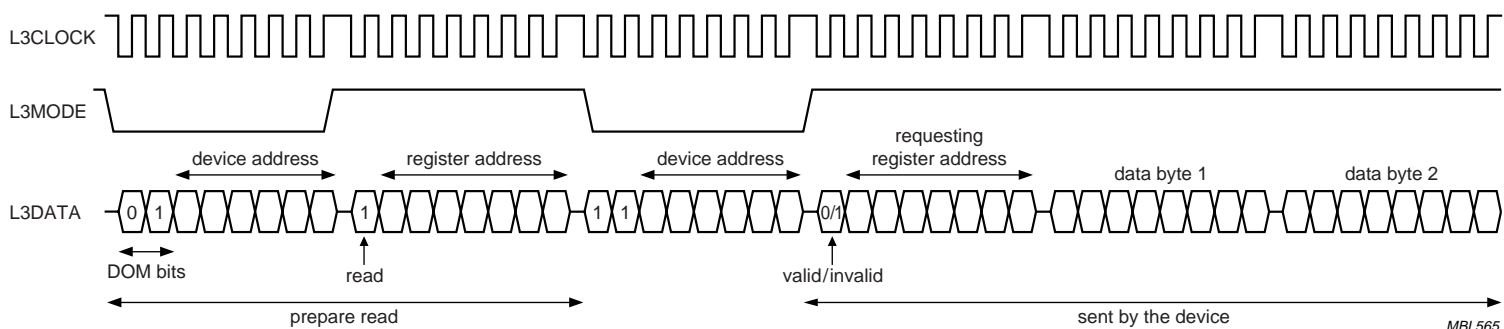 L3CLOCK
L3MODE
requesting
device address
register address
device address
register address
data byte 1
data byte 2
L3DATA
0 1
1
1 1
0/1
DOM bits
read
valid/invalid
prepare read
sent by the device
MBL565